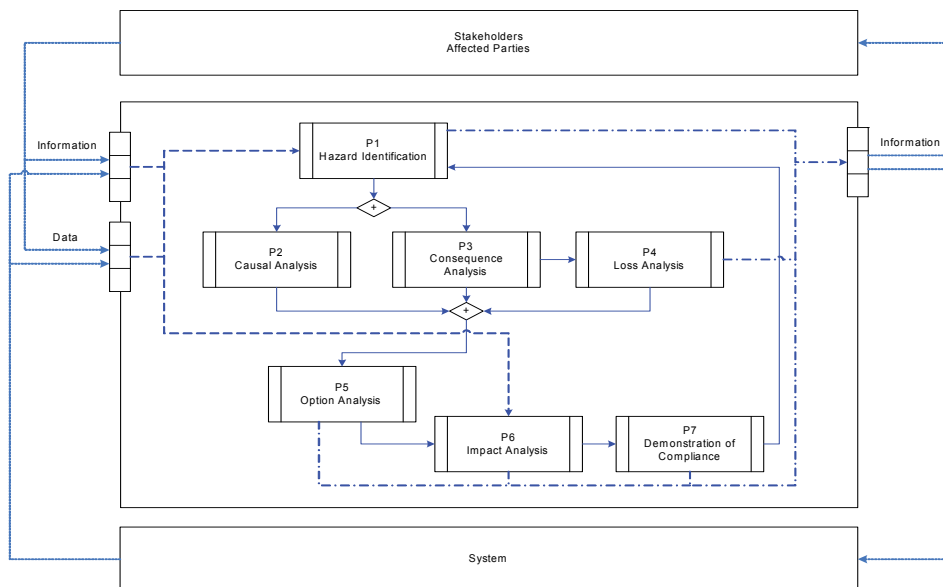 Stakeholders
Affected Parties
Information
P1
Hazard Identification
Information
+
Data
P2
Causal Analysis
P3
Consequence
Analysis
P4
Loss Analysis
+
P5
Option Analysis
P6
Impact Analysis
P7
Demonstration of
Compliance
System